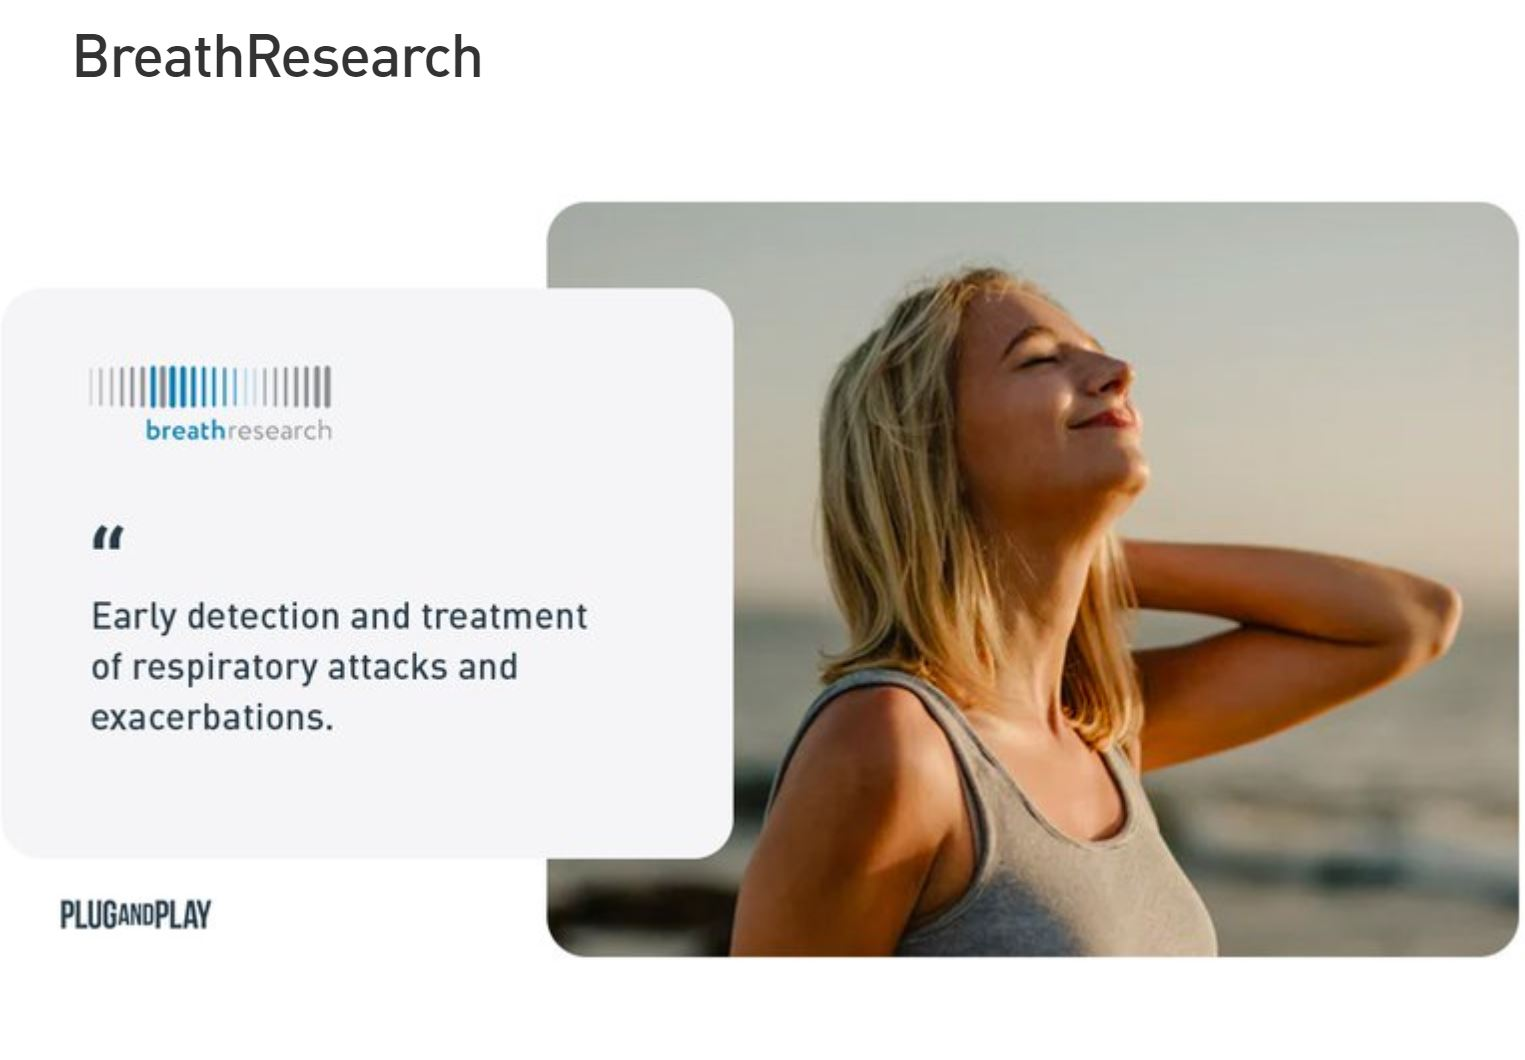 BreathResearch
breathresearch
“
Early detection and treatment
of respiratory attacks and
exacerbations.
PLUGANDPLAY